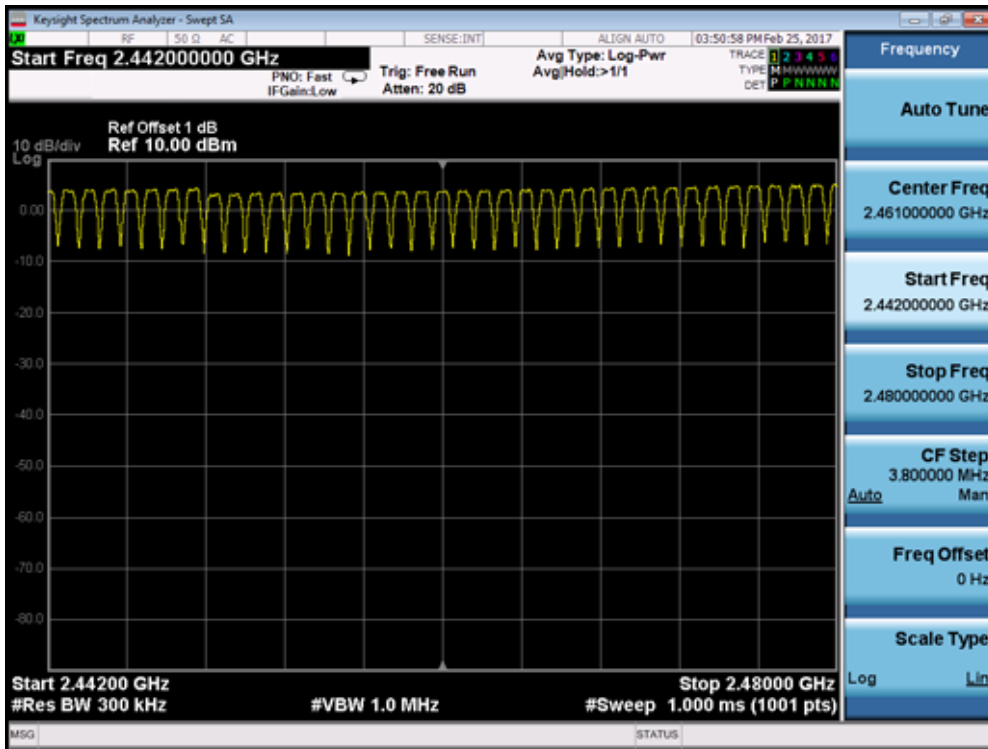 Keysight Spectrum Analyzer - Swept SA
RF 50 Ω AC SENSE:INT ALIGN AUTO 03:50:58 PM Feb 25, 2017
Start Freq 2.442000000 GHz
PNO: Fast
IFGain:Low
Trig: Free Run
Atten: 20 dB
Avg Type: Log-Pwr
Avg|Hold:>1/1
TRACE 1 2 3 4 5 6
TYPE M MWWWWW
DET P P N N N N
Ref Offset 1 dB
10 dB/div Ref 10.00 dBm
Log
0.00
-10.0
-20.0
-30.0
-40.0
-50.0
-60.0
-70.0
-80.0
Start 2.44200 GHz Stop 2.48000 GHz
#Res BW 300 kHz #VBW 1.0 MHz #Sweep 1.000 ms (1001 pts)
MSG STATUS
Frequency
Auto Tune
Center Freq
2.461000000 GHz
Start Freq
2.442000000 GHz
Stop Freq
2.480000000 GHz
CF Step
3.800000 MHz
Auto Man
Freq Offset
0 Hz
Scale Type
Log Lin